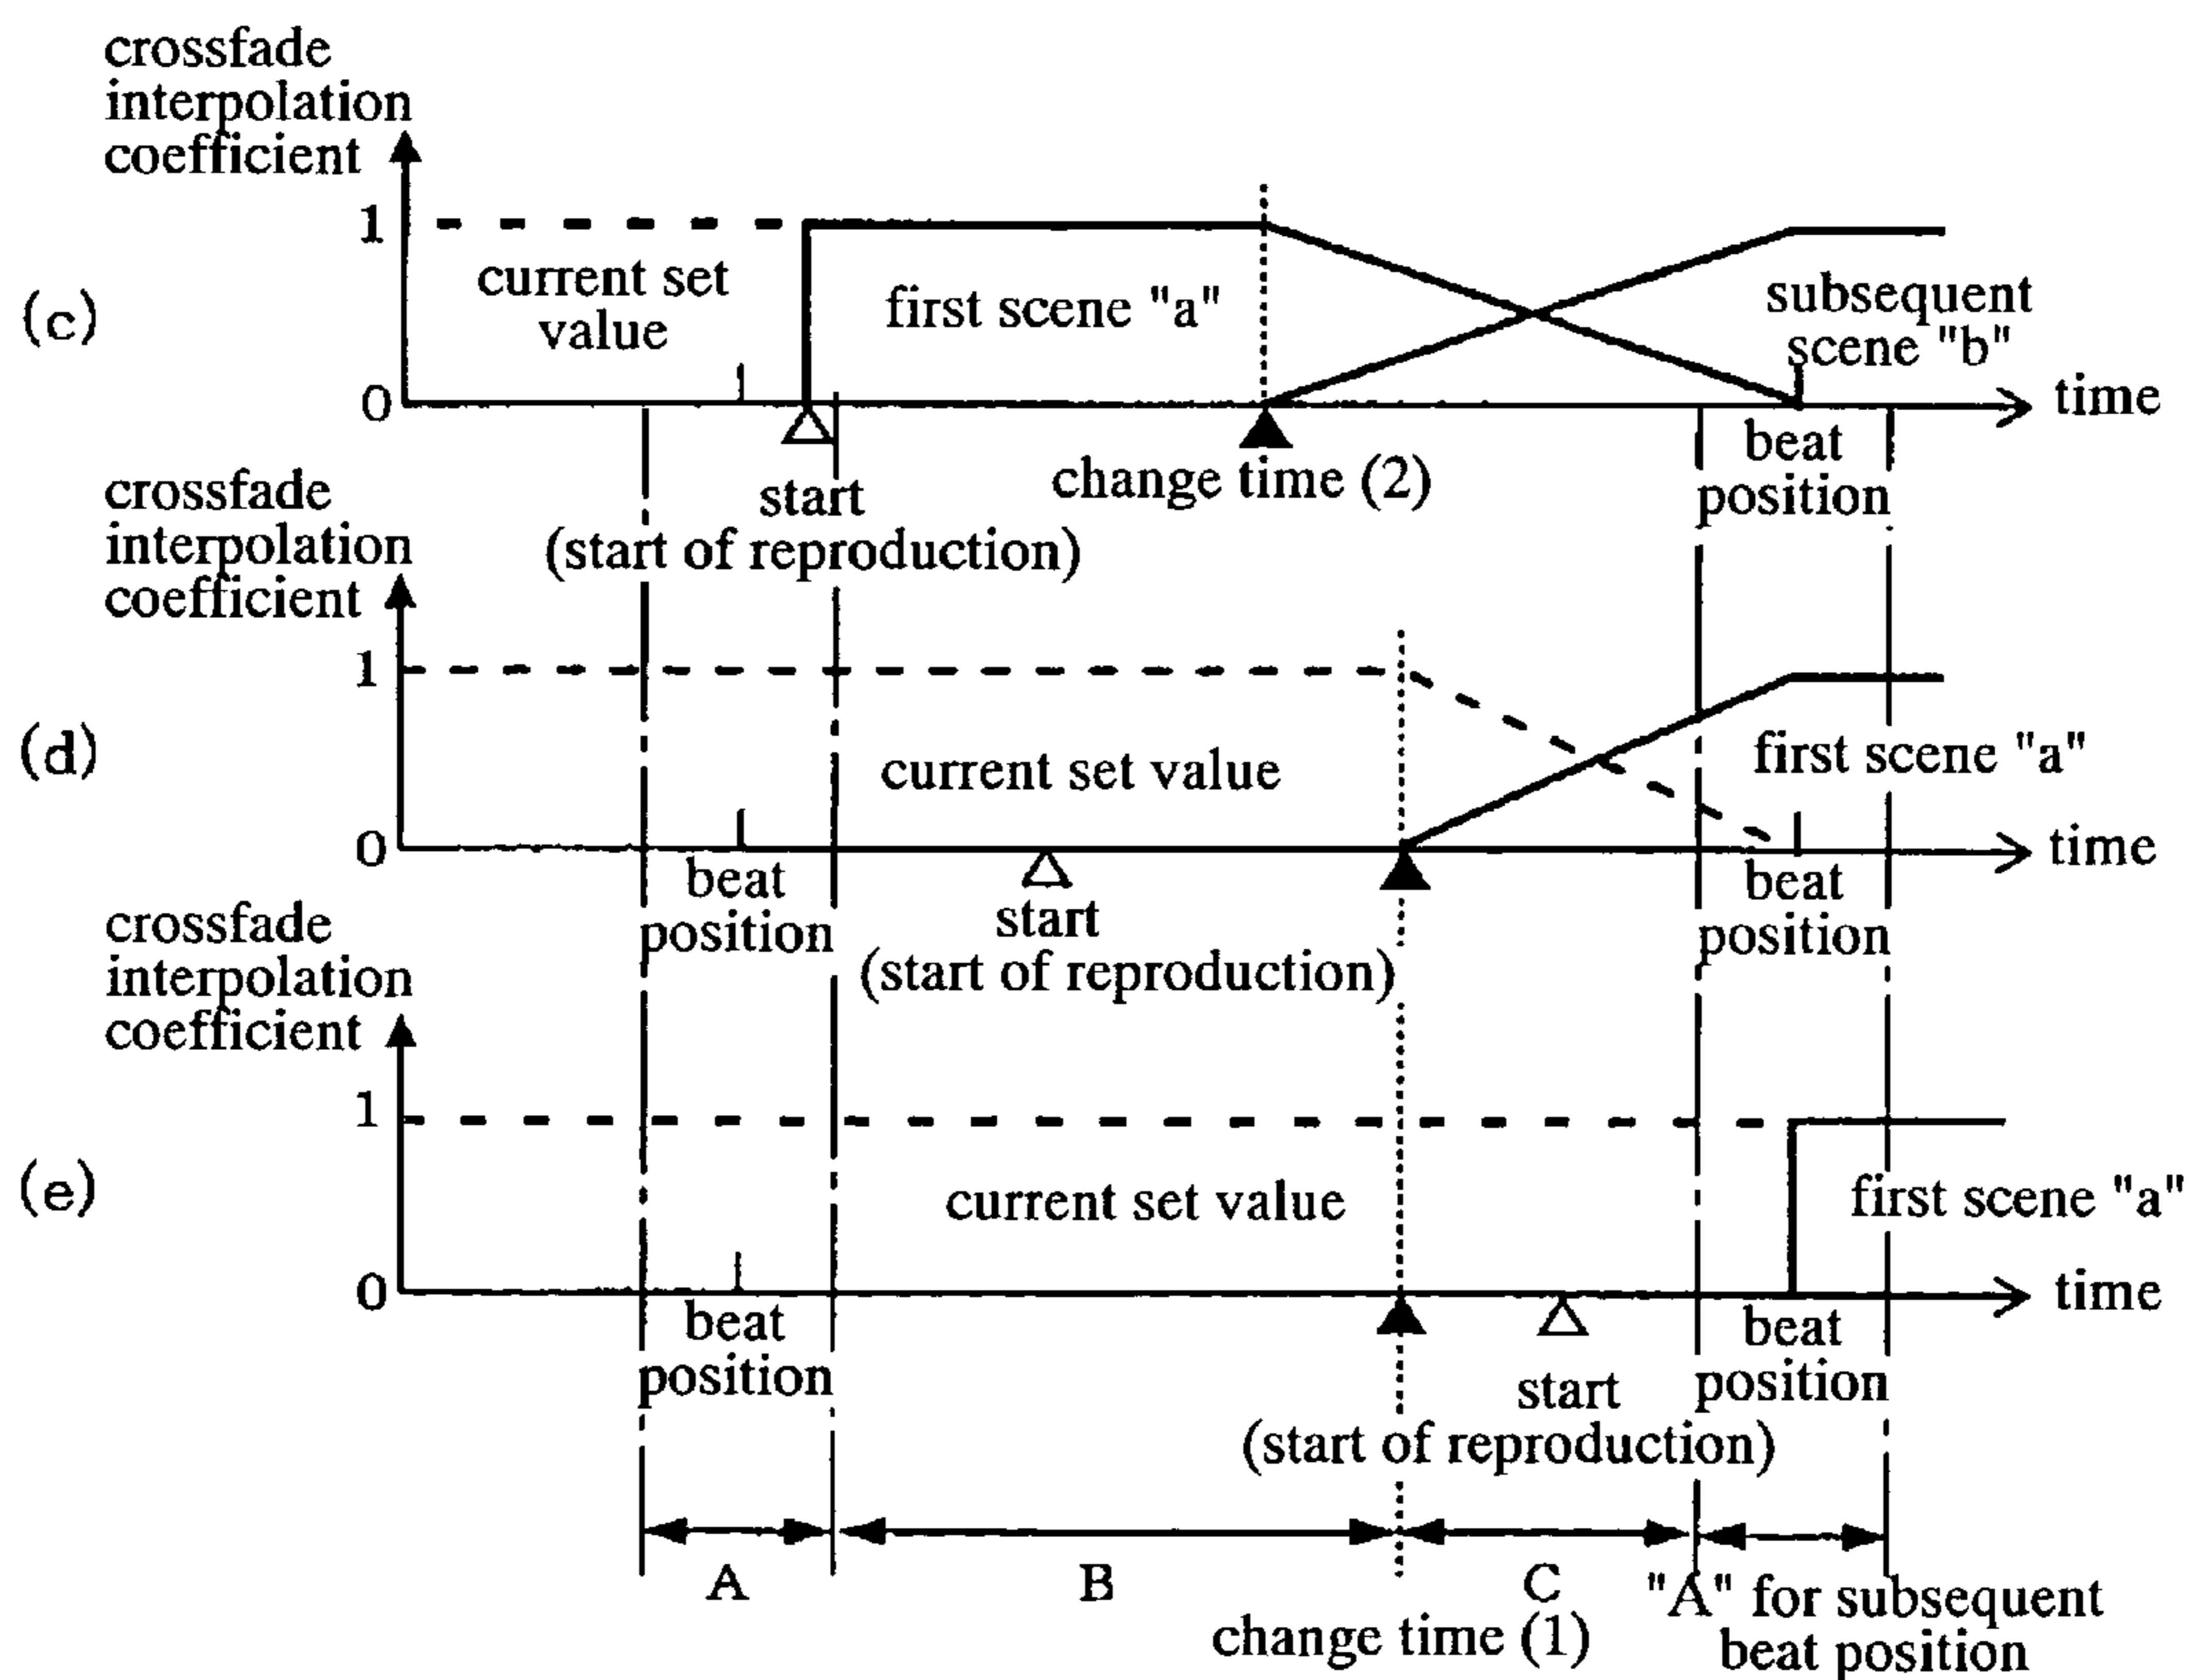 crossfade
interpolation
coefficient
1
current set
value
first scene "a"
subsequent
scene "b"
(c)
0
time
start
(start of reproduction)
change time (2)
beat
position
crossfade
interpolation
coefficient
1
current set value
first scene "a"
(d)
0
time
beat
position
start
(start of reproduction)
beat
position
crossfade
interpolation
coefficient
1
current set value
first scene "a"
(e)
0
time
beat
position
start
(start of reproduction)
beat
position
A
B
C
change time (1)
"A" for subsequent
beat position